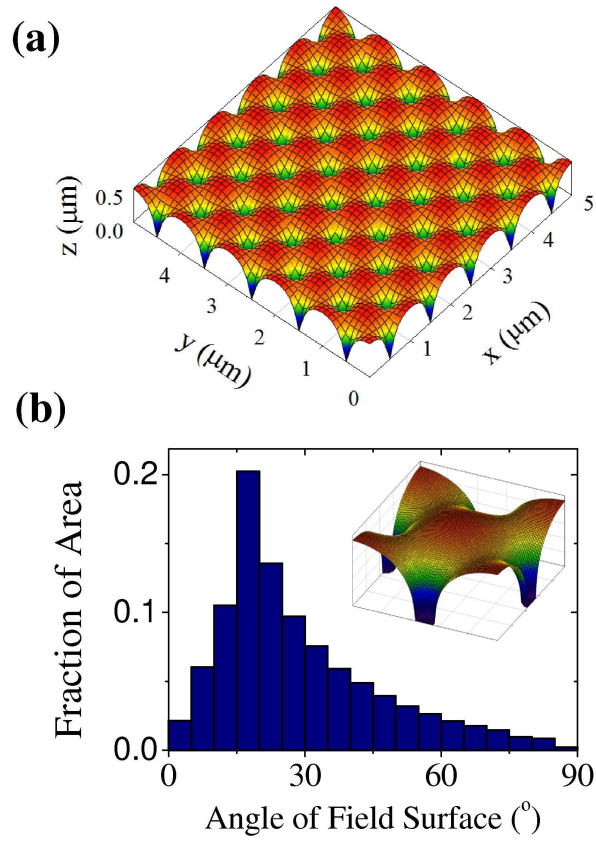 (a)
z (μm)
0.5
0.0
4
3
2
1
0
y (μm)
5
4
3
2
1
x (μm)
(b)
Fraction of Area
0.2
0.1
0.0
0
30
60
90
Angle of Field Surface (°)